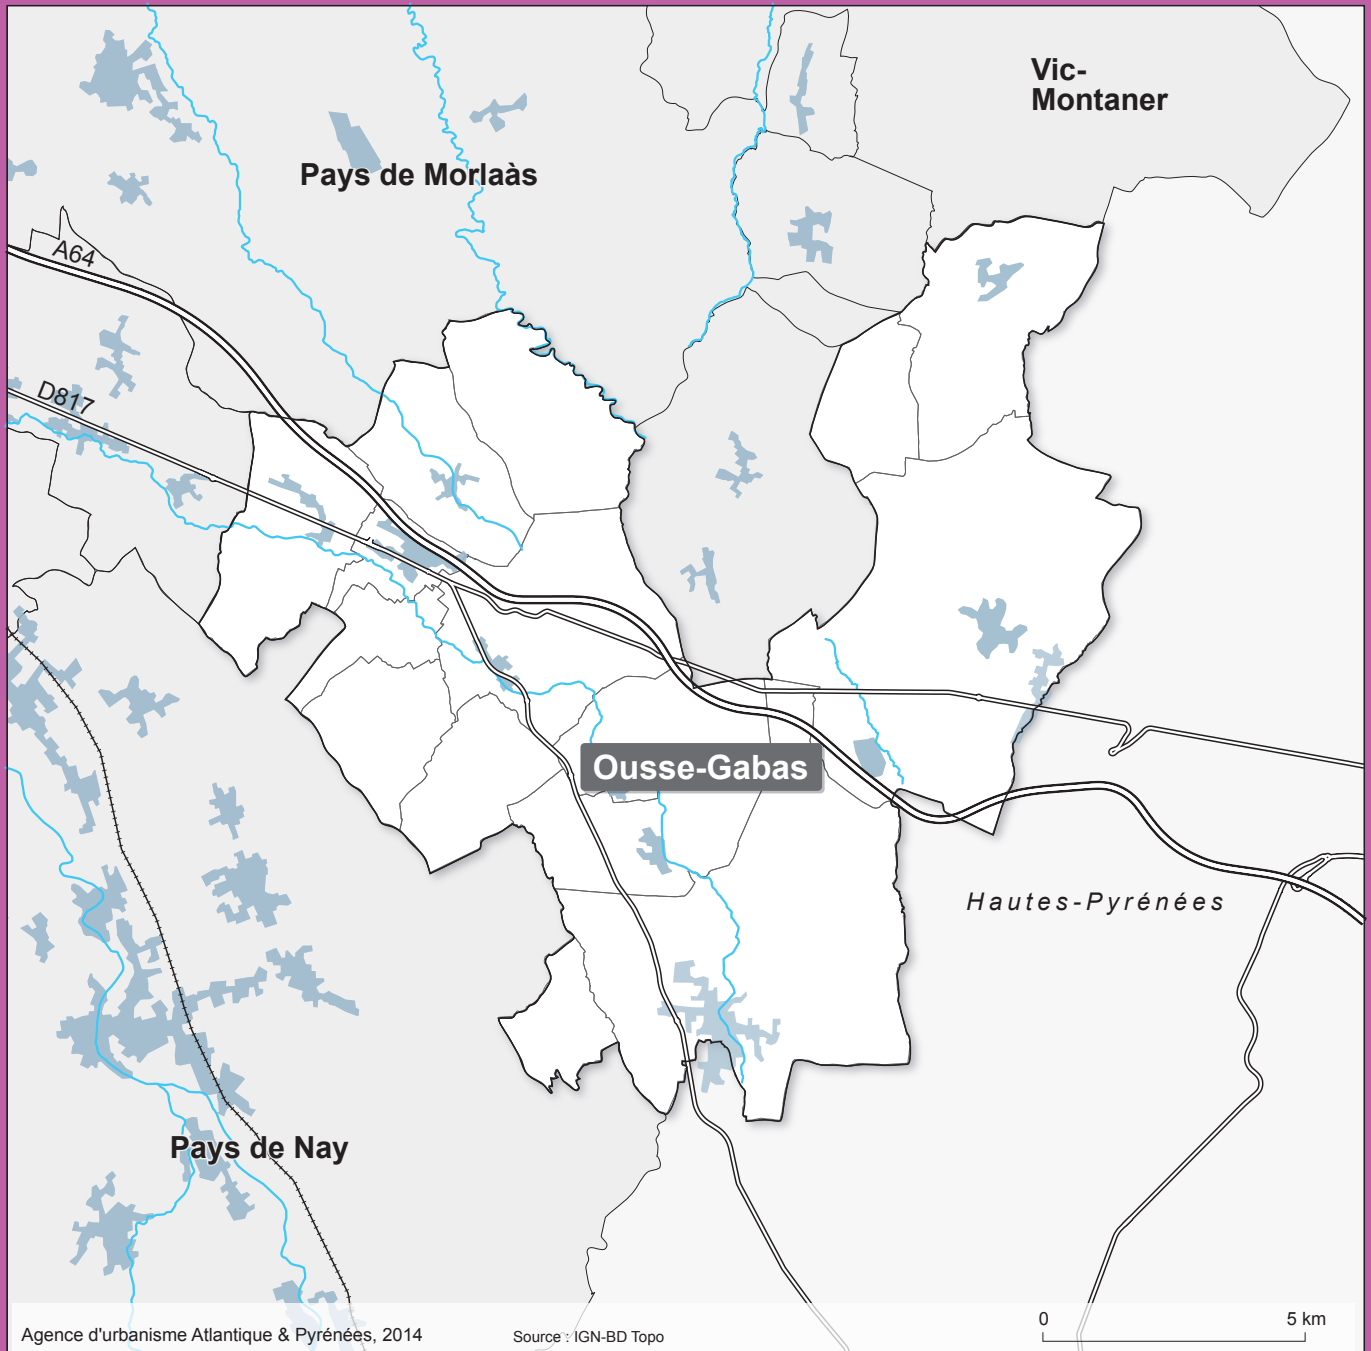 Vic-
Montaner
Pays de Morlaàs
A64
D817
Ousse-Gabas
Hautes-Pyrénées
Pays de Nay
Agence d'urbanisme Atlantique & Pyrénées, 2014
Source : IGN-BD Topo
0 5 km